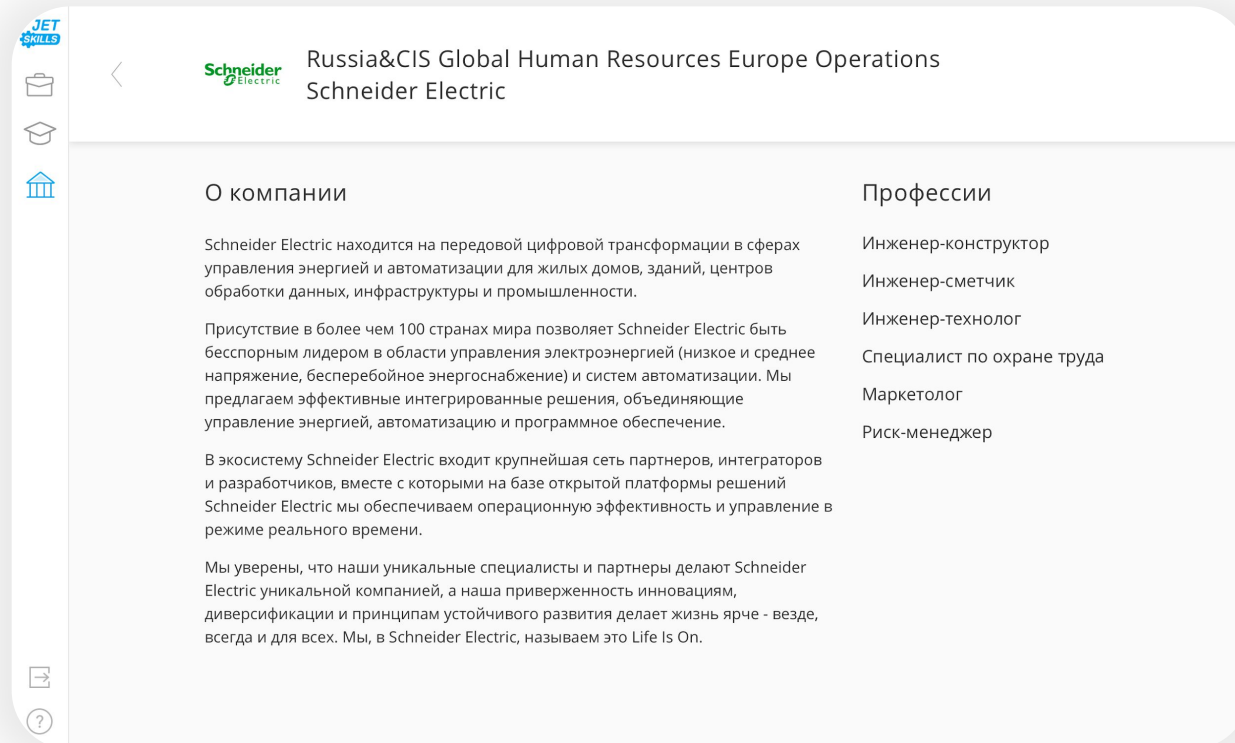 JET
SKILLS
Schneider
Electric
Russia&CIS Global Human Resources Europe Operations
Schneider Electric
О компании
Schneider Electric находится на передовой цифровой трансформации в сферах
управления энергией и автоматизации для жилых домов, зданий, центров
обработки данных, инфраструктуры и промышленности.
Присутствие в более чем 100 странах мира позволяет Schneider Electric быть
бесспорным лидером в области управления электроэнергией (низкое и среднее
напряжение, бесперебойное энергоснабжение) и систем автоматизации. Мы
предлагаем эффективные интегрированные решения, объединяющие
управление энергией, автоматизацию и программное обеспечение.
В экосистему Schneider Electric входит крупнейшая сеть партнеров, интеграторов
и разработчиков, вместе с которыми на базе открытой платформы решений
Schneider Electric мы обеспечиваем операционную эффективность и управление в
режиме реального времени.
Мы уверены, что наши уникальные специалисты и партнеры делают Schneider
Electric уникальной компанией, а наша приверженность инновациям,
диверсификации и принципам устойчивого развития делает жизнь ярче - везде,
всегда и для всех. Мы, в Schneider Electric, называем это Life Is On.
Профессии
Инженер-конструктор
Инженер-сметчик
Инженер-технолог
Специалист по охране труда
Маркетолог
Риск-менеджер
?